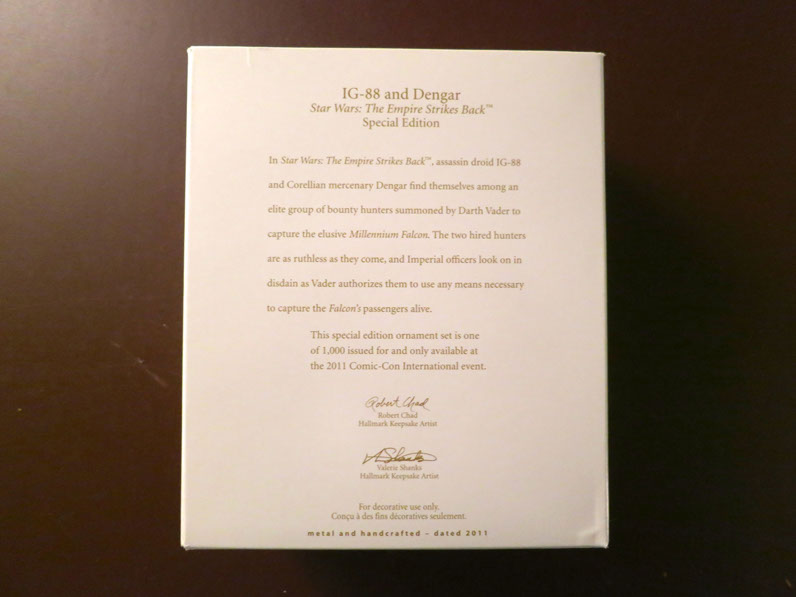 IG-88 and Dengar
Star Wars: The Empire Strikes Back™
Special Edition
In Star Wars: The Empire Strikes Back™, assassin droid IG-88
and Corellian mercenary Dengar find themselves among an
elite group of bounty hunters summoned by Darth Vader to
capture the elusive Millennium Falcon. The two hired hunters
are as ruthless as they come, and Imperial officers look on in
disdain as Vader authorizes them to use any means necessary
to capture the Falcon's passengers alive.
This special edition ornament set is one
of 1,000 issued for and only available at
the 2011 Comic-Con International event.
Robert Chad
Robert Chad
Hallmark Keepsake Artist
VShanks
Valerie Shanks
Hallmark Keepsake Artist
For decorative use only.
Conçu à des fins décoratives seulement.
metal and handcrafted – dated 2011